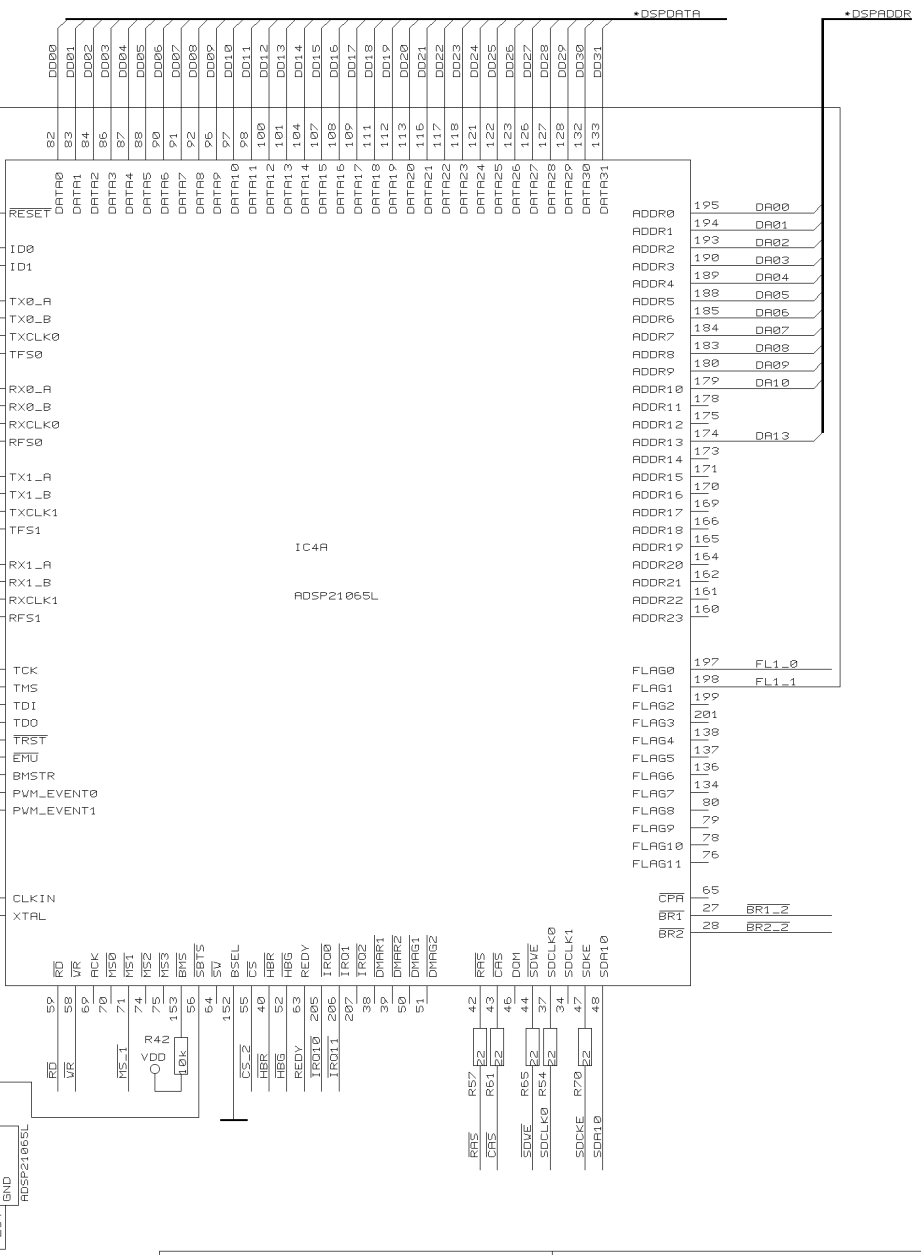 *DSPDATA
*DSPADDR
DD00 DD01 DD02 DD03 DD04 DD05 DD06 DD07 DD08 DD09 DD10 DD11 DD12 DD13 DD14 DD15 DD16 DD17 DD18 DD19 DD20 DD21 DD22 DD23 DD24 DD25 DD26 DD27 DD28 DD29 DD30 DD31
82 83 84 86 87 88 90 91 92 96 97 98 100 101 104 107 108 109 111 112 113 116 117 118 121 122 123 126 127 128 132 133
DATA0 DATA1 DATA2 DATA3 DATA4 DATA5 DATA6 DATA7 DATA8 DATA9 DATA10 DATA11 DATA12 DATA13 DATA14 DATA15 DATA16 DATA17 DATA18 DATA19 DATA20 DATA21 DATA22 DATA23 DATA24 DATA25 DATA26 DATA27 DATA28 DATA29 DATA30 DATA31
RESET
ID0
ID1
TX0_A
TX0_B
TXCLK0
TFS0
RX0_A
RX0_B
RXCLK0
RFS0
TX1_A
TX1_B
TXCLK1
TFS1
RX1_A
RX1_B
RXCLK1
RFS1
TCK
TMS
TDI
TDO
TRST
EMU
BMSTR
PWM_EVENT0
PWM_EVENT1
CLKIN
XTAL
IC4A
ADSP21065L
ADDR0 195 DA00
ADDR1 194 DA01
ADDR2 193 DA02
ADDR3 190 DA03
ADDR4 189 DA04
ADDR5 188 DA05
ADDR6 185 DA06
ADDR7 184 DA07
ADDR8 183 DA08
ADDR9 180 DA09
ADDR10 179 DA10
ADDR11 178
ADDR12 175
ADDR13 174 DA13
ADDR14 173
ADDR15 171
ADDR16 170
ADDR17 169
ADDR18 166
ADDR19 165
ADDR20 164
ADDR21 162
ADDR22 161
ADDR23 160
FLAG0 197 FL1_0
FLAG1 198 FL1_1
FLAG2 199
FLAG3 201
FLAG4 138
FLAG5 137
FLAG6 136
FLAG7 134
FLAG8 80
FLAG9 79
FLAG10 78
FLAG11 76
CPA 65
BR1 27 BR1_2
BR2 28 BR2_2
RD WR ACK MS0 MS1 MS2 MS3 BMS SBTS SW BSEL CS HBR HBG REDY IRQ0 IRQ1 IRQ2 DMAR1 DMAR2 DMAG1 DMAG2 RAS CAS DQM SDWE SDCLK0 SDCLK1 SDKE SDA10
59 58 69 70 71 74 75 153 56 64 152 55 40 52 63 205 206 207 38 39 50 51 42 43 46 44 37 34 47 48
R42
VDD
10k
RD WR MS_1 CS_2 HBR HBG REDY IRQ10 IRQ11
22 22 22 22 22
R57 R61 R65 R54 R70
RAS CAS SDWE SDCLK0 SDCKE SDA10
GND
ADSP21065L